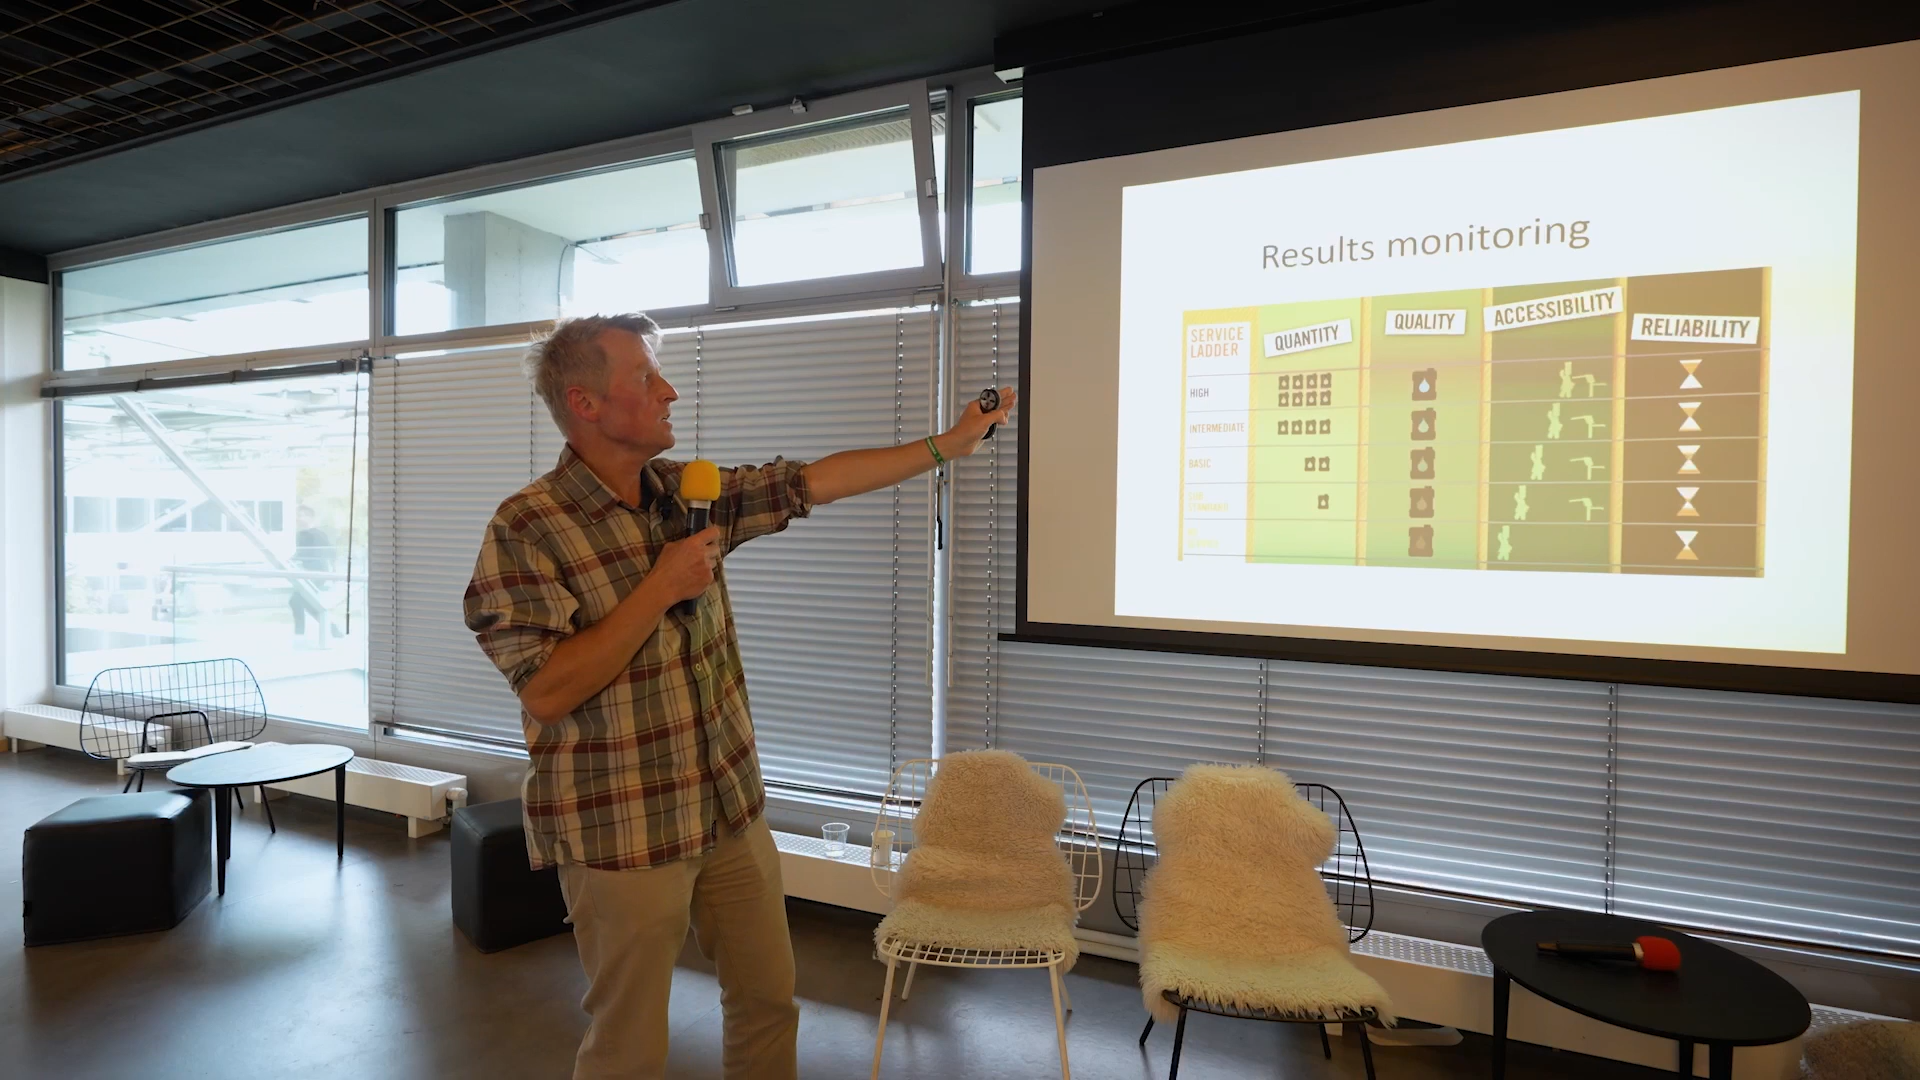 Results monitoring
SERVICE
LADDER
QUANTITY
QUALITY
ACCESSIBILITY
RELIABILITY
HIGH
INTERMEDIATE
BASIC